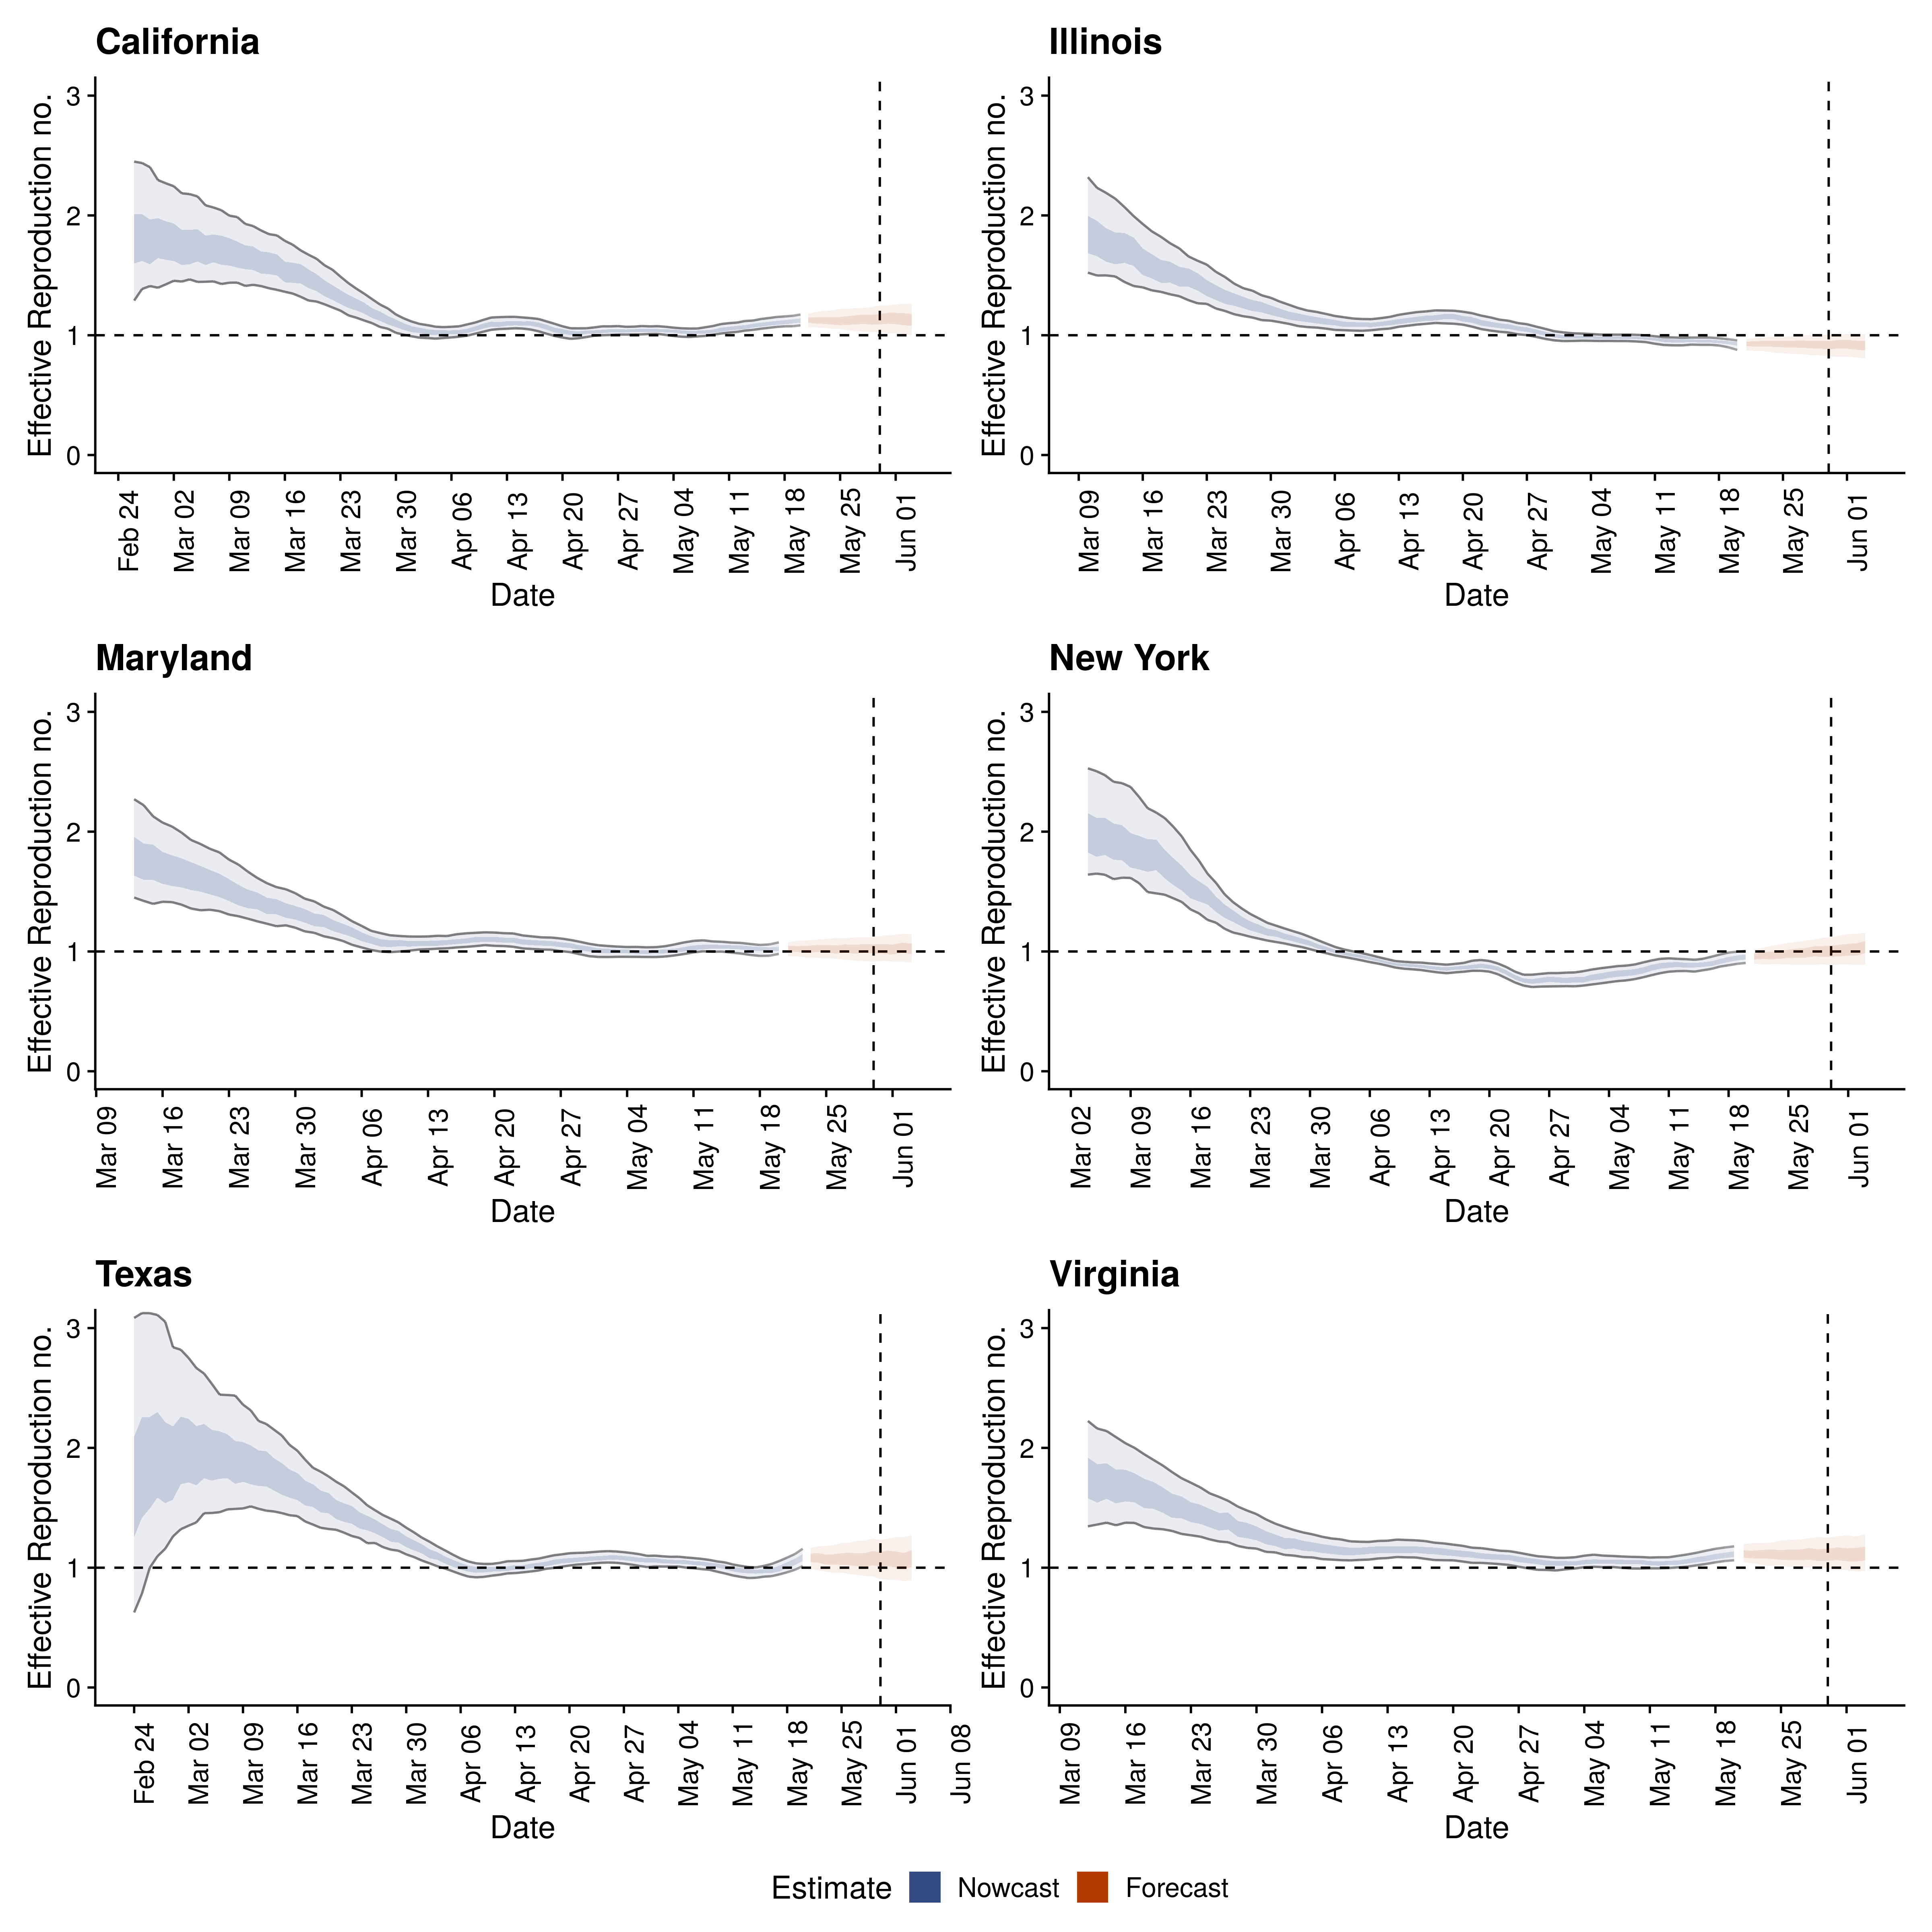 California
Effective Reproduction no.
3
2
1
0
Feb 24
Mar 02
Mar 09
Mar 16
Mar 23
Mar 30
Apr 06
Apr 13
Apr 20
Apr 27
May 04
May 11
May 18
May 25
Jun 01
Date
Illinois
Effective Reproduction no.
3
2
1
0
Mar 09
Mar 16
Mar 23
Mar 30
Apr 06
Apr 13
Apr 20
Apr 27
May 04
May 11
May 18
May 25
Jun 01
Date
Maryland
Effective Reproduction no.
3
2
1
0
Mar 09
Mar 16
Mar 23
Mar 30
Apr 06
Apr 13
Apr 20
Apr 27
May 04
May 11
May 18
May 25
Jun 01
Date
New York
Effective Reproduction no.
3
2
1
0
Mar 02
Mar 09
Mar 16
Mar 23
Mar 30
Apr 06
Apr 13
Apr 20
Apr 27
May 04
May 11
May 18
May 25
Jun 01
Date
Texas
Effective Reproduction no.
3
2
1
0
Feb 24
Mar 02
Mar 09
Mar 16
Mar 23
Mar 30
Apr 06
Apr 13
Apr 20
Apr 27
May 04
May 11
May 18
May 25
Jun 01
Jun 08
Date
Virginia
Effective Reproduction no.
3
2
1
0
Mar 09
Mar 16
Mar 23
Mar 30
Apr 06
Apr 13
Apr 20
Apr 27
May 04
May 11
May 18
May 25
Jun 01
Date
Estimate Nowcast Forecast